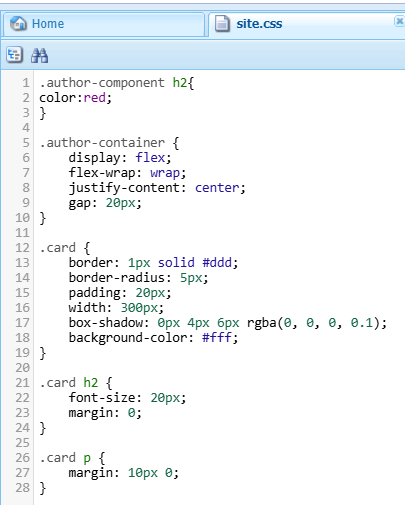 Home
site.css
1 .author-component h2{
2 color:red;
3 }
4
5 .author-container {
6     display: flex;
7     flex-wrap: wrap;
8     justify-content: center;
9     gap: 20px;
10 }
11
12 .card {
13     border: 1px solid #ddd;
14     border-radius: 5px;
15     padding: 20px;
16     width: 300px;
17     box-shadow: 0px 4px 6px rgba(0, 0, 0, 0.1);
18     background-color: #fff;
19 }
20
21 .card h2 {
22     font-size: 20px;
23     margin: 0;
24 }
25
26 .card p {
27     margin: 10px 0;
28 }